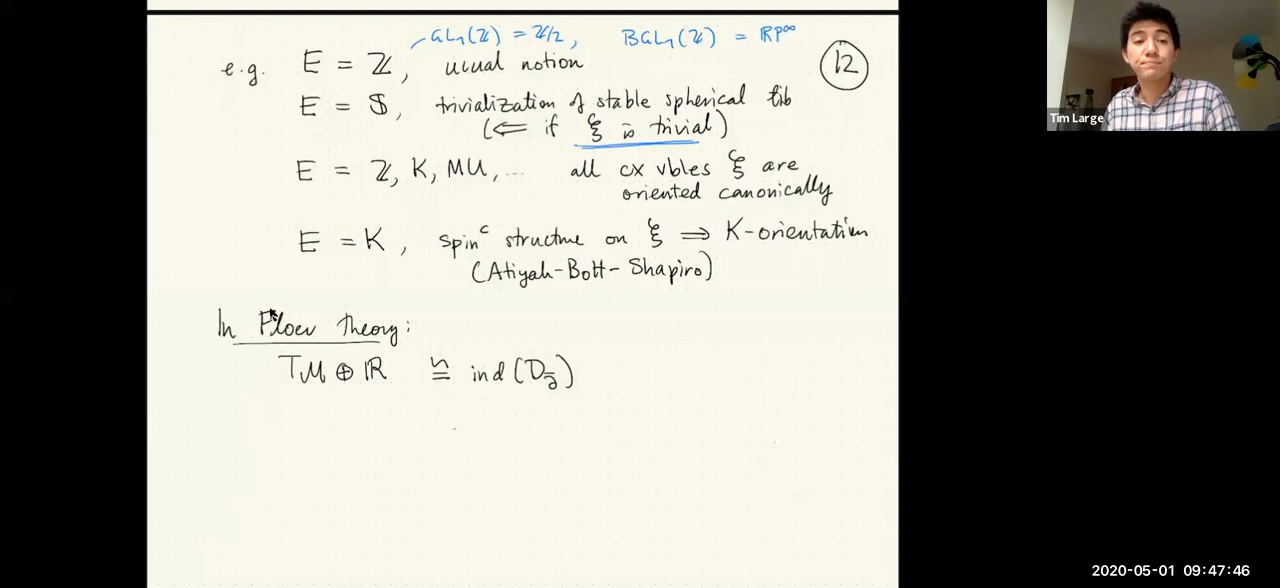 GL₁(ℤ) = ℤ/2, BGL₁(ℤ) = ℝP^∞
e.g. E = ℤ, usual notion
12
E = 𝕊, trivialization of stable spherical fib
(⇐ if ξ is trivial)
E = ℤ, K, MU, ... all cx vbles ξ are
oriented canonically
E = K, spin^c structure on ξ ⟹ K-orientation
(Atiyah-Bott-Shapiro)
In Floer theory:
TM ⊕ ℝ ≅ ind(D_∂̄)
Tim Large
2020-05-01 09:47:46